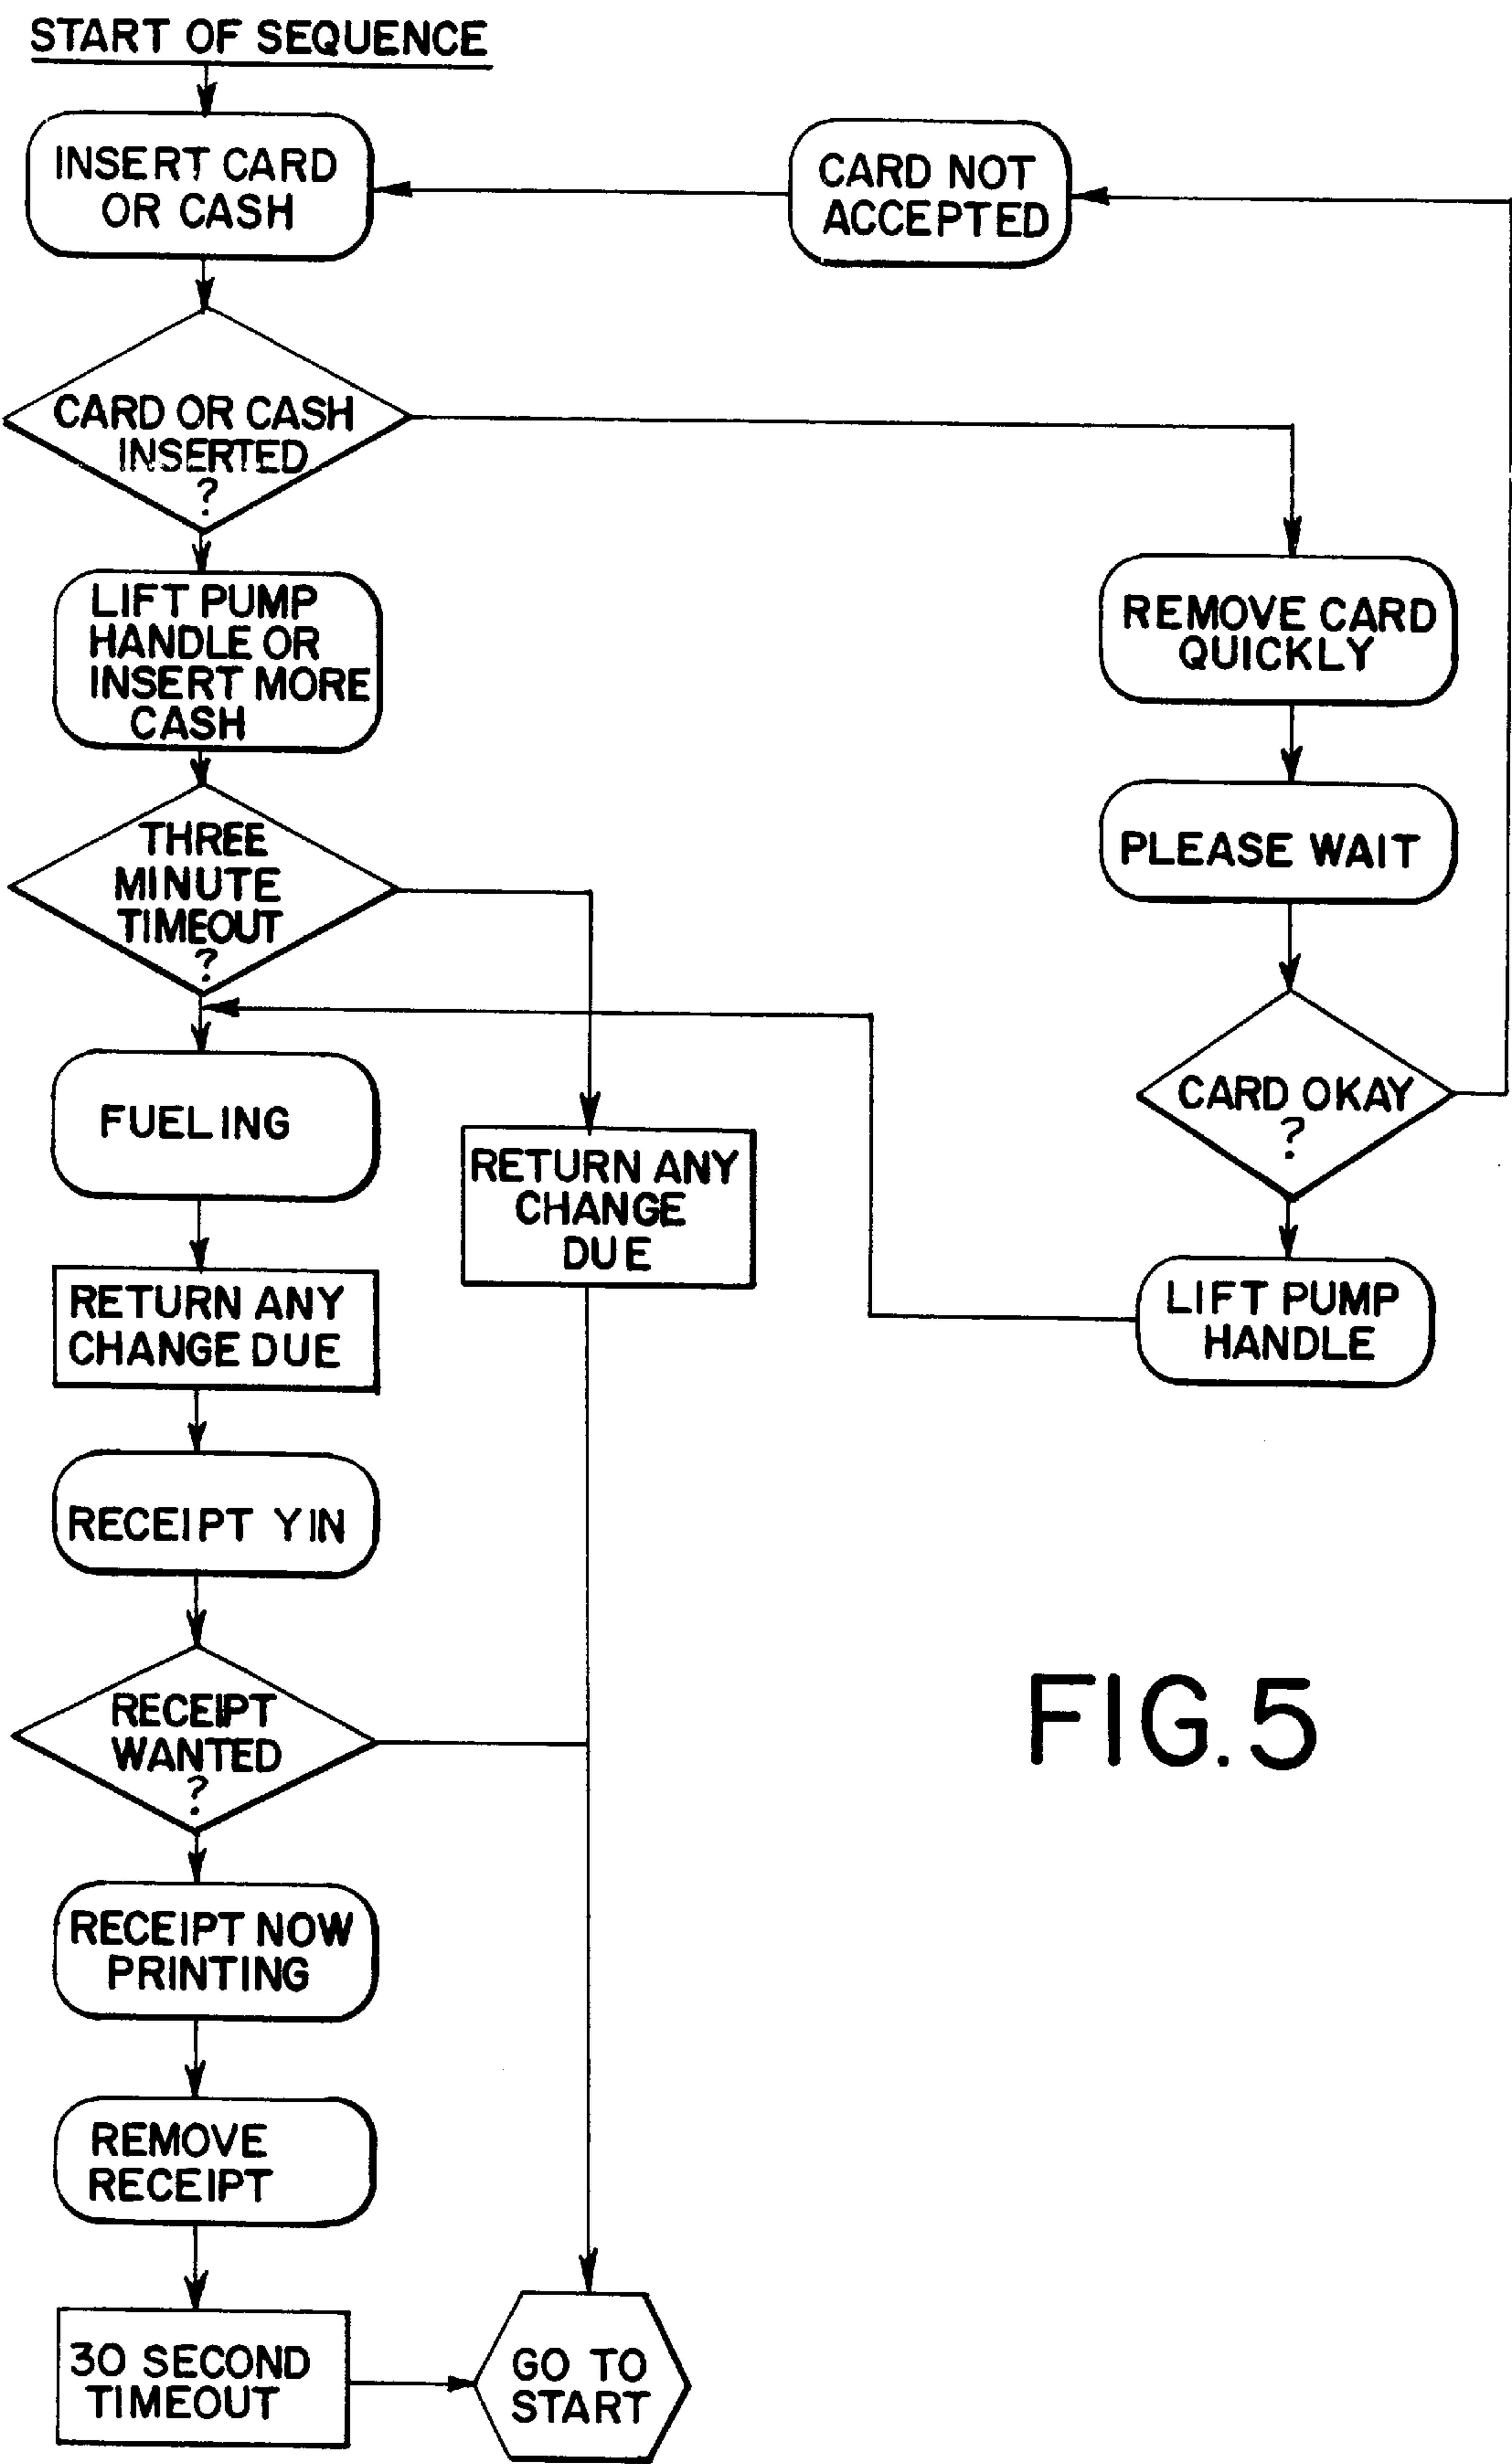 START OF SEQUENCE
INSERT CARD
OR CASH
CARD NOT
ACCEPTED
CARD OR CASH
INSERTED
?
LIFT PUMP
HANDLE OR
INSERT MORE
CASH
REMOVE CARD
QUICKLY
THREE
MINUTE
TIMEOUT
?
PLEASE WAIT
CARD OKAY
?
FUELING
RETURN ANY
CHANGE
DUE
LIFT PUMP
HANDLE
RETURN ANY
CHANGE DUE
RECEIPT YIN
RECEIPT
WANTED
?
FIG. 5
RECEIPT NOW
PRINTING
REMOVE
RECEIPT
30 SECOND
TIMEOUT
GO TO
START